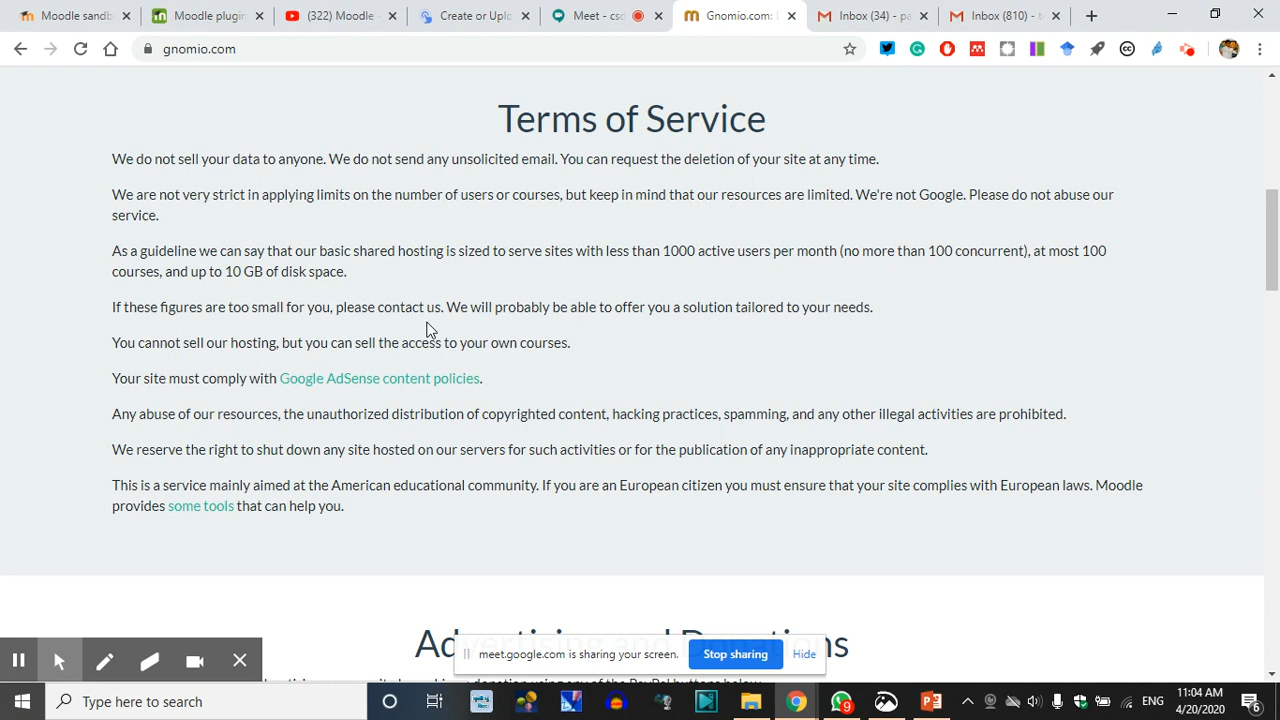 Moodle sandb
Moodle plugin
(322) Moodle -
Create or Uplo
Meet - csd
Gnomio.com:
Inbox (34) - pa
Inbox (810) - t
gnomio.com
Terms of Service
We do not sell your data to anyone. We do not send any unsolicited email. You can request the deletion of your site at any time.
We are not very strict in applying limits on the number of users or courses, but keep in mind that our resources are limited. We're not Google. Please do not abuse our
service.
As a guideline we can say that our basic shared hosting is sized to serve sites with less than 1000 active users per month (no more than 100 concurrent), at most 100
courses, and up to 10 GB of disk space.
If these figures are too small for you, please contact us. We will probably be able to offer you a solution tailored to your needs.
You cannot sell our hosting, but you can sell the access to your own courses.
Your site must comply with Google AdSense content policies.
Any abuse of our resources, the unauthorized distribution of copyrighted content, hacking practices, spamming, and any other illegal activities are prohibited.
We reserve the right to shut down any site hosted on our servers for such activities or for the publication of any inappropriate content.
This is a service mainly aimed at the American educational community. If you are an European citizen you must ensure that your site complies with European laws. Moodle
provides some tools that can help you.
Advertising and Donations
meet.google.com is sharing your screen.
Stop sharing
Hide
Type here to search
9
ENG
11:04 AM
4/20/2020
6